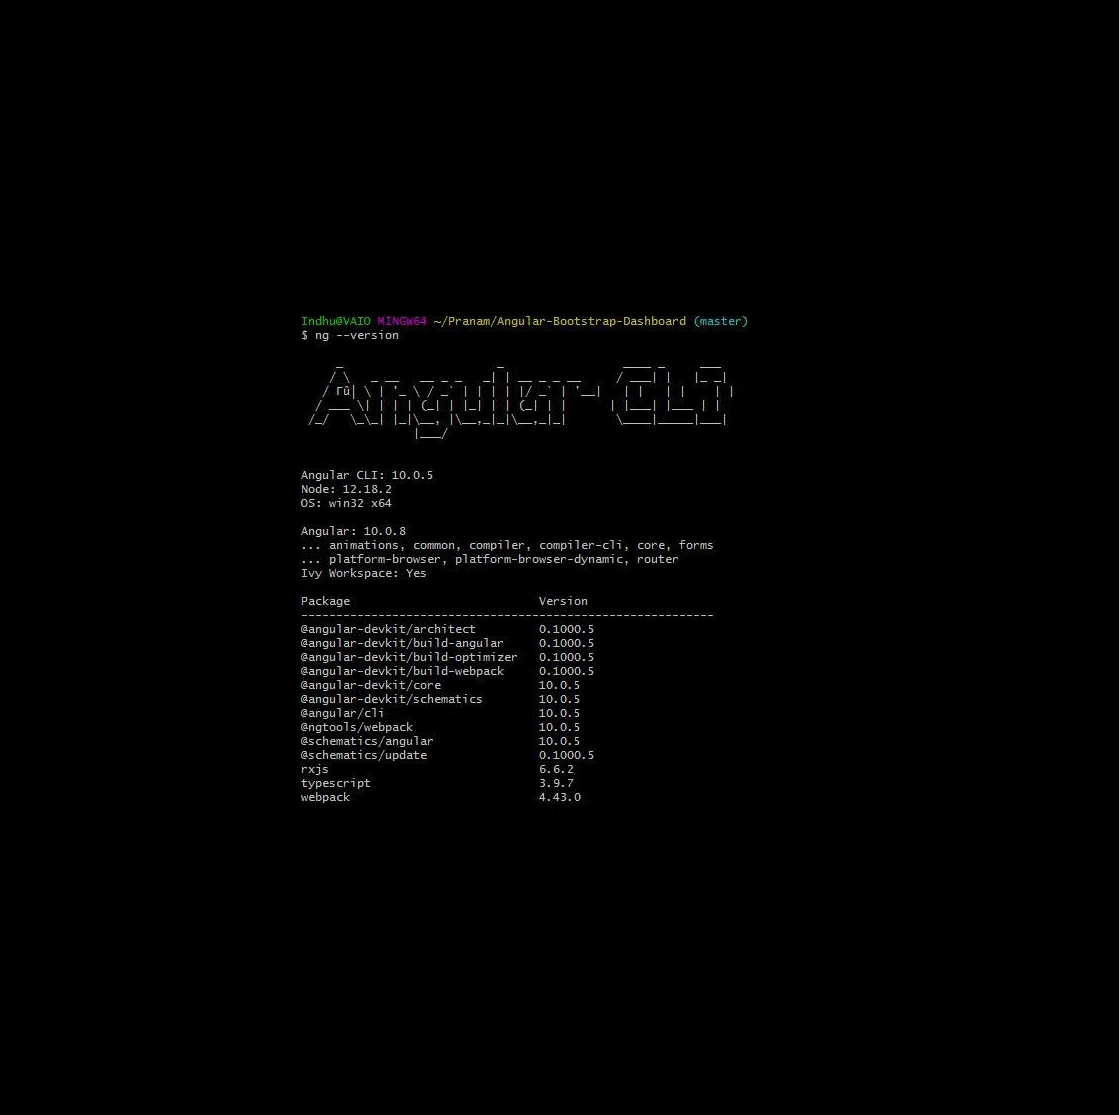 Indhu@VAIO MINGW64 ~/Pranam/Angular-Bootstrap-Dashboard (master)
$ ng --version
Angular CLI
Angular CLI: 10.0.5
Node: 12.18.2
OS: win32 x64
Angular: 10.0.8
... animations, common, compiler, compiler-cli, core, forms
... platform-browser, platform-browser-dynamic, router
Ivy Workspace: Yes
Package Version
-----------------------------------------------------------
@angular-devkit/architect 0.1000.5
@angular-devkit/build-angular 0.1000.5
@angular-devkit/build-optimizer 0.1000.5
@angular-devkit/build-webpack 0.1000.5
@angular-devkit/core 10.0.5
@angular-devkit/schematics 10.0.5
@angular/cli 10.0.5
@ngtools/webpack 10.0.5
@schematics/angular 10.0.5
@schematics/update 0.1000.5
rxjs 6.6.2
typescript 3.9.7
webpack 4.43.0